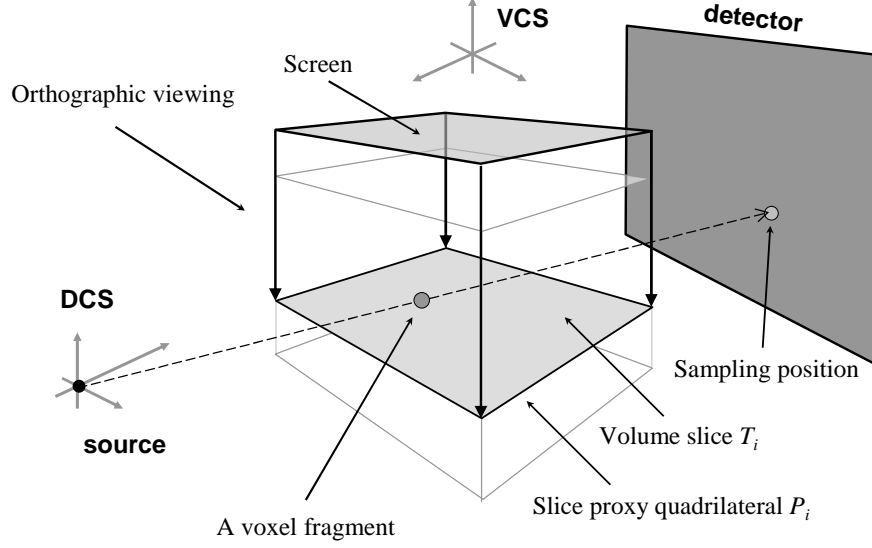 VCS
detector
Screen
Orthographic viewing
DCS
source
Sampling position
Volume slice T_i
Slice proxy quadrilateral P_i
A voxel fragment